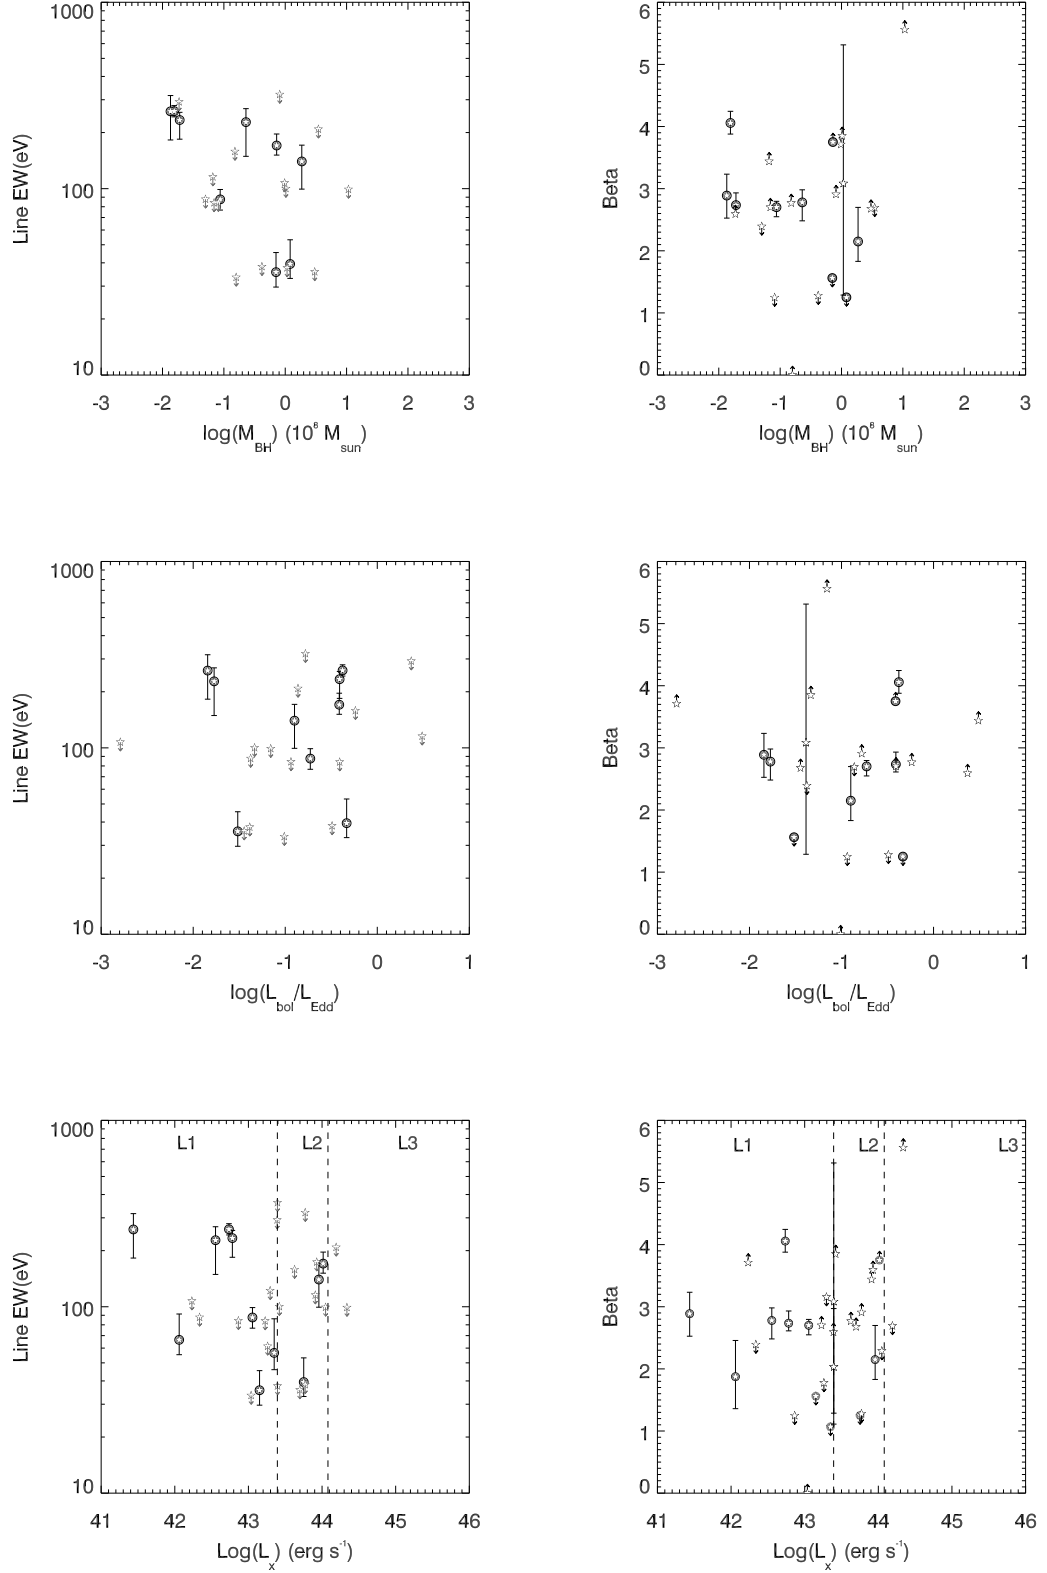 1000
100
10
Line EW(eV)
-3 -2 -1 0 1 2 3
log(M_BH) (10^6 M_sun)
6
5
4
3
2
1
0
Beta
-3 -2 -1 0 1 2 3
log(M_BH) (10^6 M_sun)
1000
100
10
Line EW(eV)
-3 -2 -1 0 1
log(L_bol/L_Edd)
6
5
4
3
2
1
0
Beta
-3 -2 -1 0 1
log(L_bol/L_Edd)
L1 L2 L3
1000
100
10
Line EW(eV)
41 42 43 44 45 46
Log(L_x) (erg s^-1)
L1 L2 L3
6
5
4
3
2
1
0
Beta
41 42 43 44 45 46
Log(L_x) (erg s^-1)